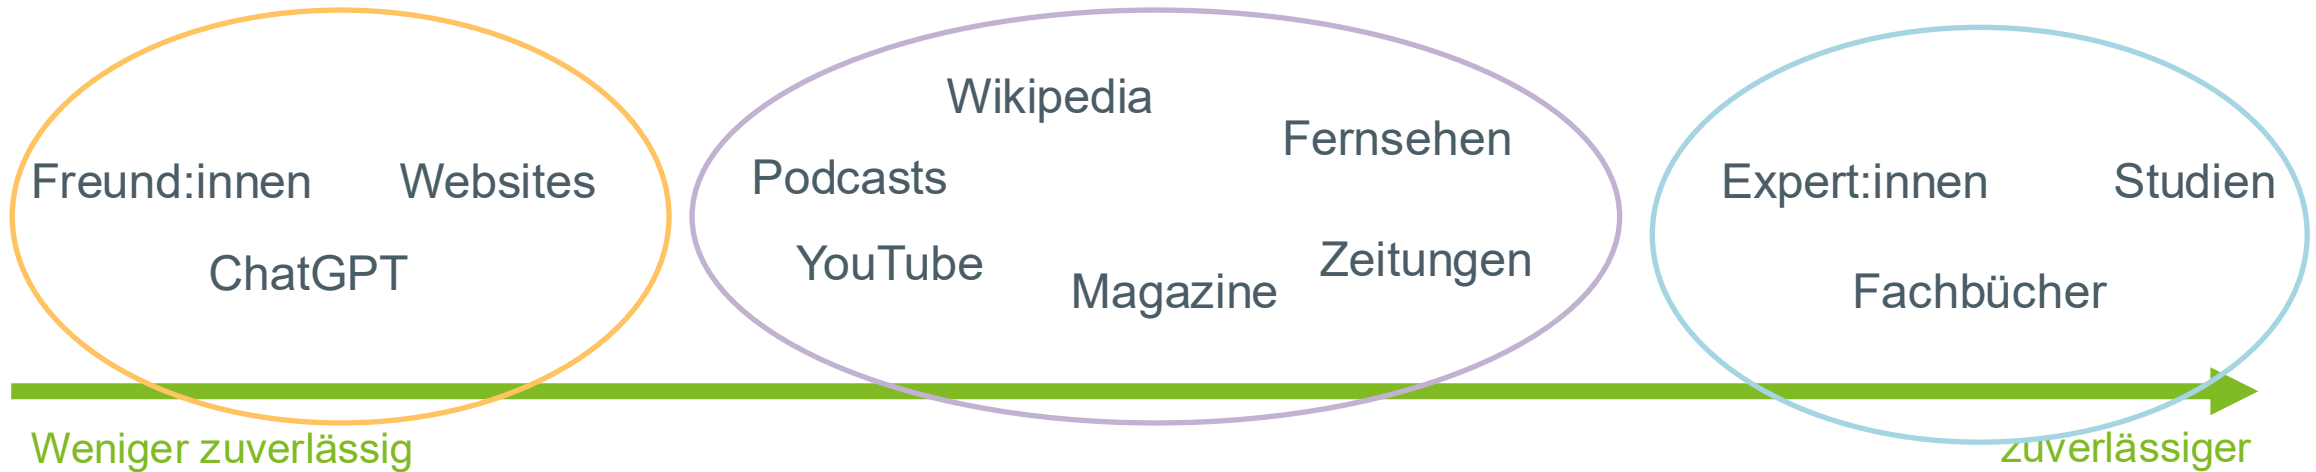 Freund:innen
Websites
ChatGPT
Wikipedia
Fernsehen
Podcasts
YouTube
Magazine
Zeitungen
Expert:innen
Studien
Fachbücher
Weniger zuverlässig
zuverlässiger